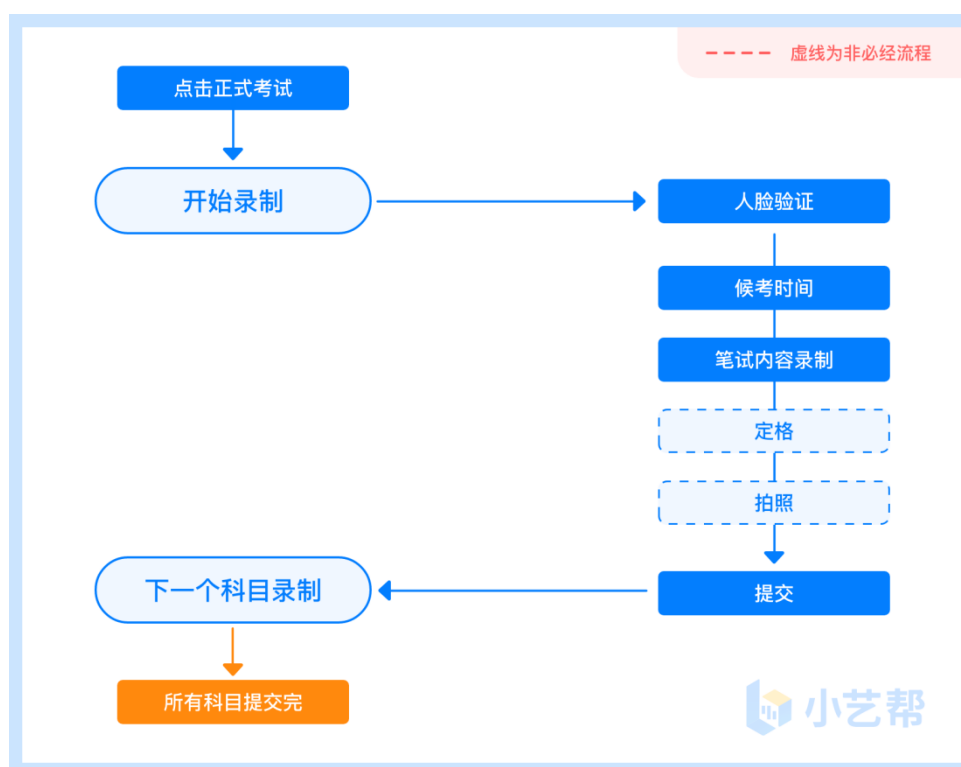 虚线为非必经流程
点击正式考试
开始录制
人脸验证
候考时间
笔试内容录制
定格
拍照
提交
下一个科目录制
所有科目提交完
小艺帮